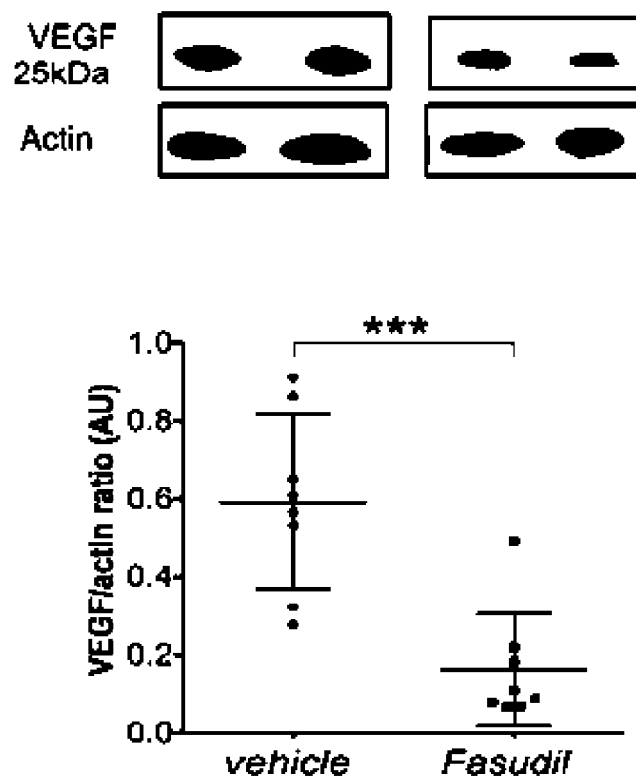 VEGF
25kDa
Actin
***
1.0
0.8
0.6
0.4
0.2
0.0
VEGF/actin ratio (AU)
vehicle
Fasudil